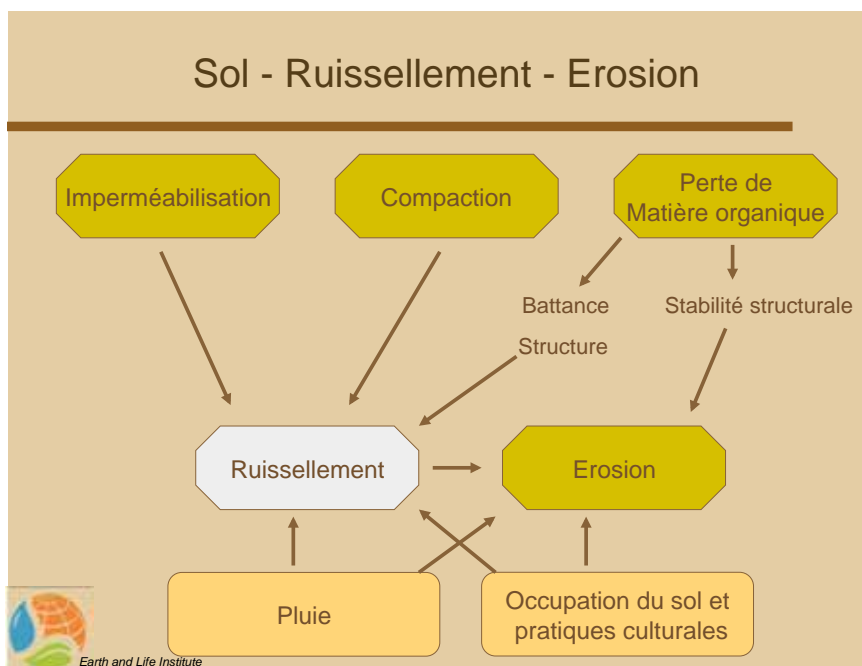 Sol - Ruissellement - Erosion
Imperméabilisation
Compaction
Perte de
Matière organique
Battance
Stabilité structurale
Structure
Ruissellement
Erosion
Pluie
Occupation du sol et
pratiques culturales
Earth and Life Institute